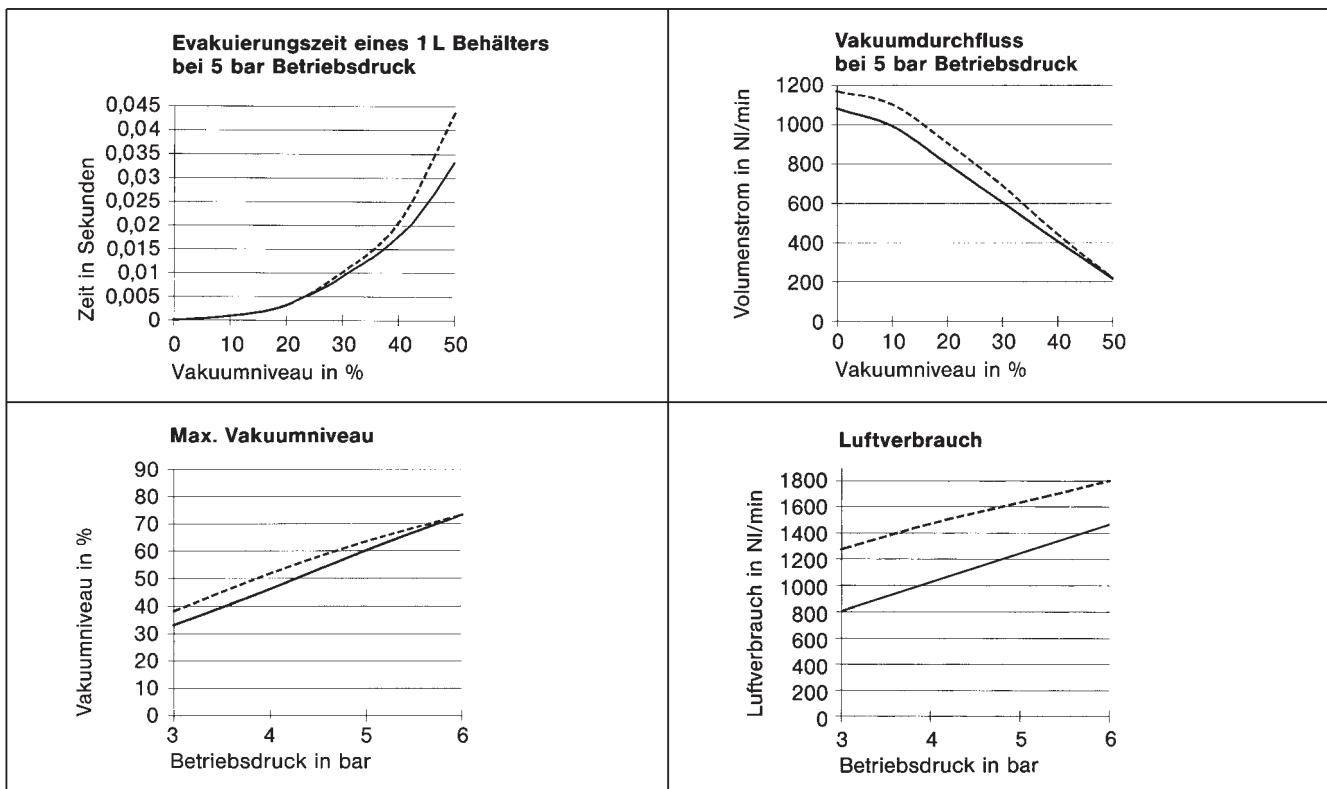 Evakuierungszeit eines 1 L Behälters
bei 5 bar Betriebsdruck
Zeit in Sekunden
0,045
0,04
0,035
0,03
0,025
0,02
0,015
0,01
0,005
0
0 10 20 30 40 50
Vakuumniveau in %
Vakuumdurchfluss
bei 5 bar Betriebsdruck
Volumenstrom in Nl/min
1200
1000
800
600
400
200
0
0 10 20 30 40 50
Vakuumniveau in %
Max. Vakuumniveau
Vakuumniveau in %
90
80
70
60
50
40
30
20
10
0
3 4 5 6
Betriebsdruck in bar
Luftverbrauch
Luftverbrauch in Nl/min
1800
1600
1400
1200
1000
800
600
400
200
0
3 4 5 6
Betriebsdruck in bar